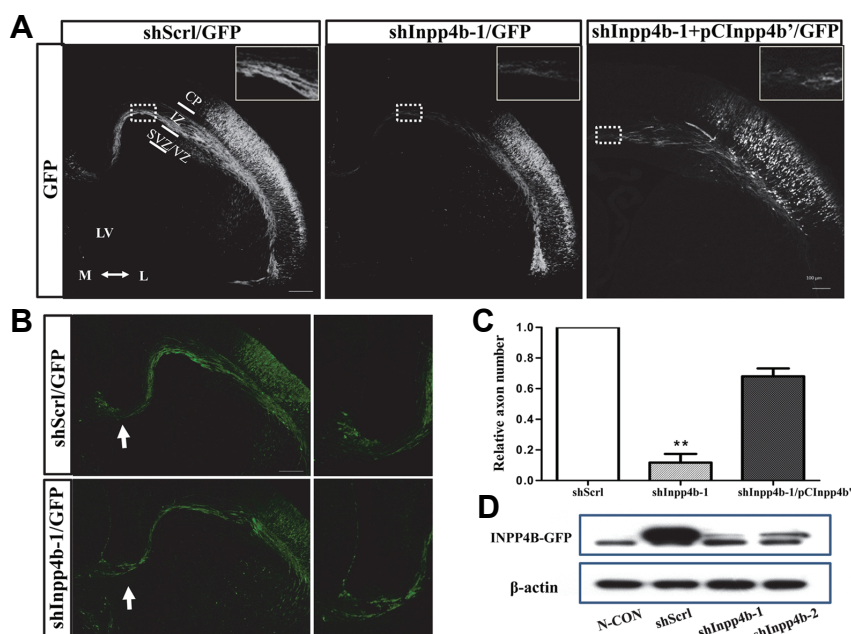 A
shScrl/GFP
shInpp4b-1/GFP
shInpp4b-1+pCInpp4b'/GFP
GFP
CP
IZ
SVZ/VZ
LV
M
L
100 μm
B
shScrl/GFP
shInpp4b-1/GFP
C
Relative axon number
1.0
0.8
0.6
0.4
0.2
0.0
**
shScrl
shInpp4b-1
shInpp4b-1/pCInpp4b'
D
INPP4B-GFP
β-actin
N-CON
shScrl
shInpp4b-1
shInpp4b-2